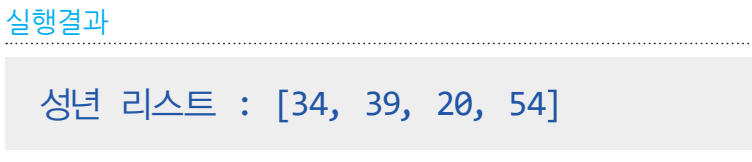 실행결과
성년 리스트 : [34, 39, 20, 54]